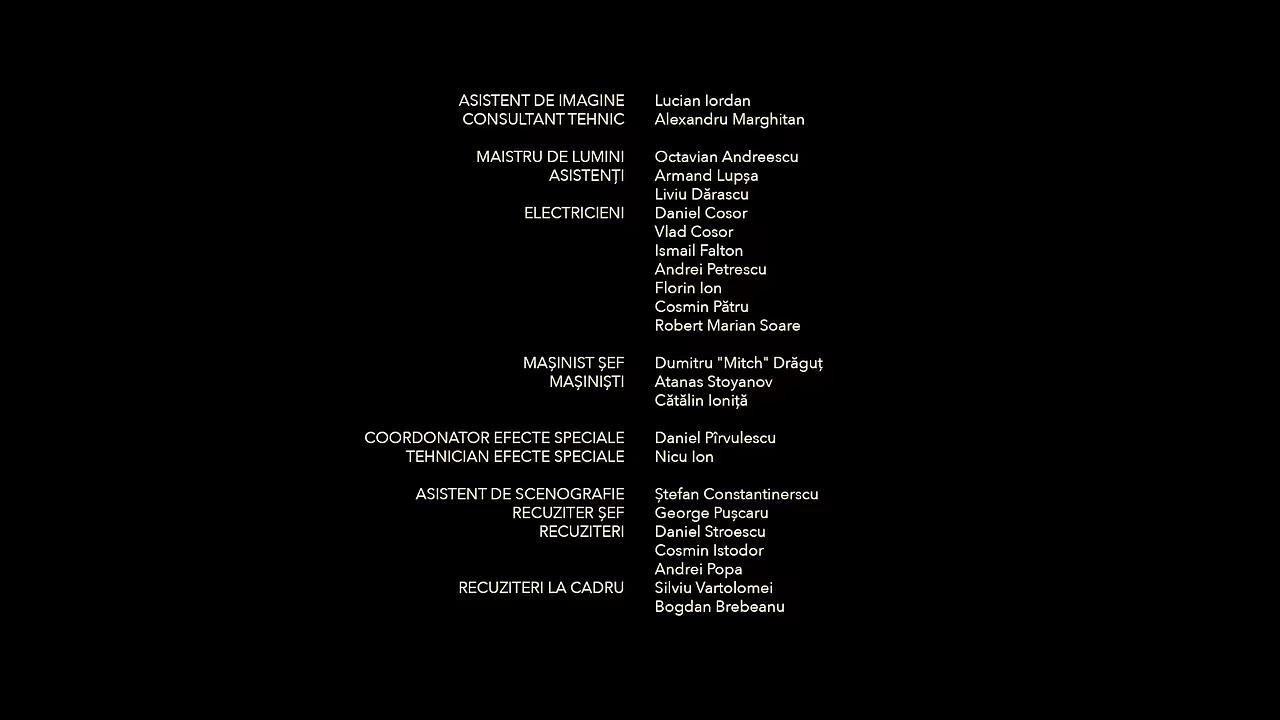 ASISTENT DE IMAGINE Lucian Iordan
CONSULTANT TEHNIC Alexandru Marghitan
MAISTRU DE LUMINI Octavian Andreescu
ASISTENȚI Armand Lupșa
Liviu Dărascu
ELECTRICIENI Daniel Cosor
Vlad Cosor
Ismail Falton
Andrei Petrescu
Florin Ion
Cosmin Pătru
Robert Marian Soare
MAȘINIST ȘEF Dumitru "Mitch" Drăguț
MAȘINIȘTI Atanas Stoyanov
Cătălin Ioniță
COORDONATOR EFECTE SPECIALE Daniel Pîrvulescu
TEHNICIAN EFECTE SPECIALE Nicu Ion
ASISTENT DE SCENOGRAFIE Ștefan Constantinerscu
RECUZITER ȘEF George Pușcaru
RECUZITERI Daniel Stroescu
Cosmin Istodor
Andrei Popa
RECUZITERI LA CADRU Silviu Vartolomei
Bogdan Brebeanu